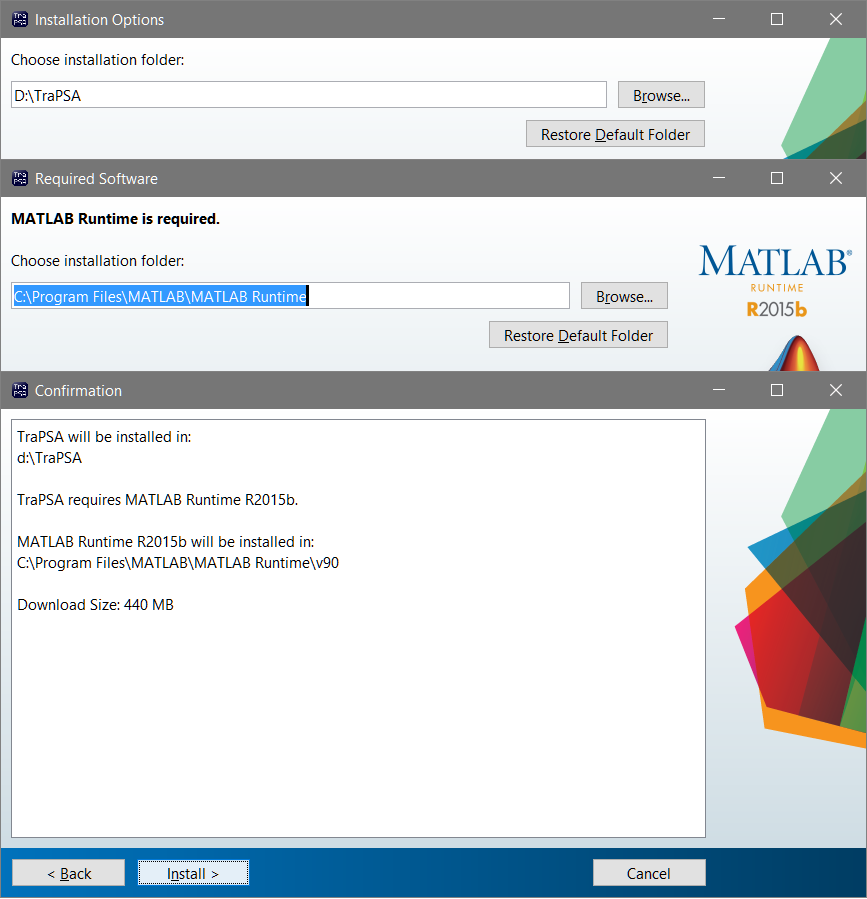 Installation Options
Choose installation folder:
D:\TraPSA
Browse...
Restore Default Folder
Required Software
MATLAB Runtime is required.
Choose installation folder:
C:\Program Files\MATLAB\MATLAB Runtime
Browse...
Restore Default Folder
MATLAB®
RUNTIME
R2015b
Confirmation
TraPSA will be installed in:
d:\TraPSA
TraPSA requires MATLAB Runtime R2015b.
MATLAB Runtime R2015b will be installed in:
C:\Program Files\MATLAB\MATLAB Runtime\v90
Download Size: 440 MB
< Back
Install >
Cancel